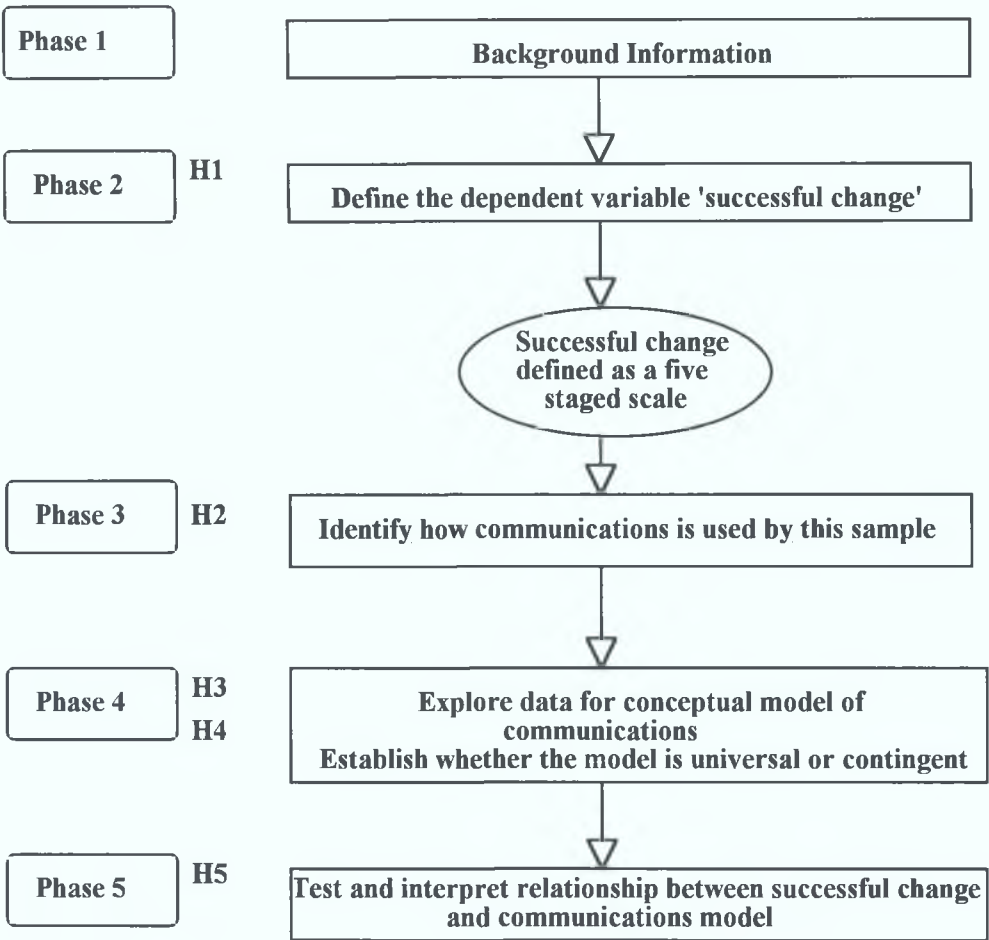 Phase 1
Background Information
Phase 2
H1
Define the dependent variable 'successful change'
Successful change
defined as a five
staged scale
Phase 3
H2
Identify how communications is used by this sample
Phase 4
H3
H4
Explore data for conceptual model of
communications
Establish whether the model is universal or contingent
Phase 5
H5
Test and interpret relationship between successful change
and communications model